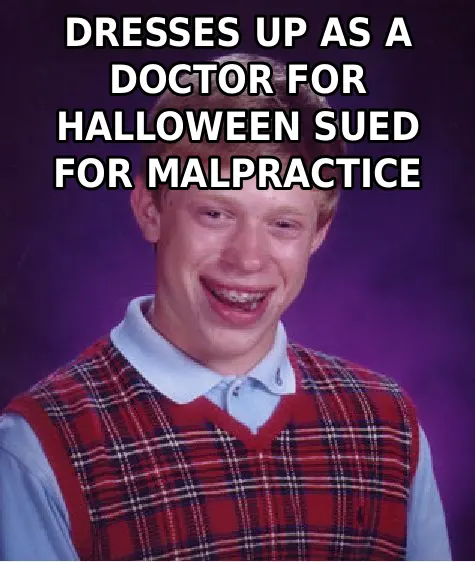 DRESSES UP AS A
DOCTOR FOR
HALLOWEEN SUED
FOR MALPRACTICE